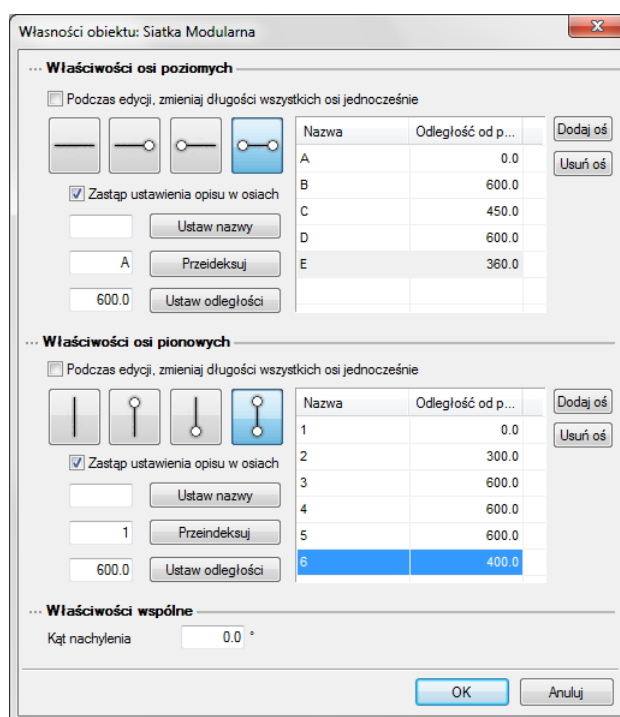 Własności obiektu: Siatka Modularna
Właściwości osi poziomych
Podczas edycji, zmieniaj długości wszystkich osi jednocześnie
Nazwa Odległość od p...
A 0.0
B 600.0
C 450.0
D 600.0
E 360.0
Dodaj oś
Usuń oś
Zastąp ustawienia opisu w osiach
Ustaw nazwy
A Przeideksuj
600.0 Ustaw odległości
Właściwości osi pionowych
Podczas edycji, zmieniaj długości wszystkich osi jednocześnie
Nazwa Odległość od p...
1 0.0
2 300.0
3 600.0
4 600.0
5 600.0
6 400.0
Dodaj oś
Usuń oś
Zastąp ustawienia opisu w osiach
Ustaw nazwy
1 Przeindeksuj
600.0 Ustaw odległości
Właściwości wspólne
Kąt nachylenia 0.0 °
OK Anuluj